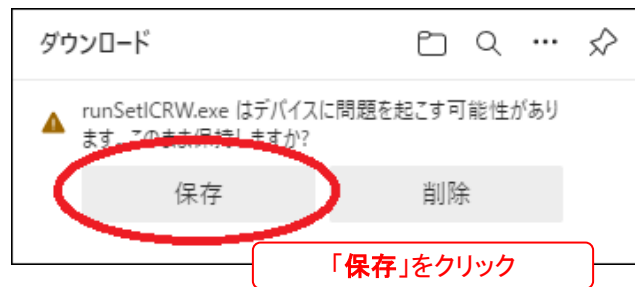 ダウンロード
runSetICRW.exe はデバイスに問題を起こす可能性があり
ます。このまま保持しますか?
保存
削除
「保存」をクリック